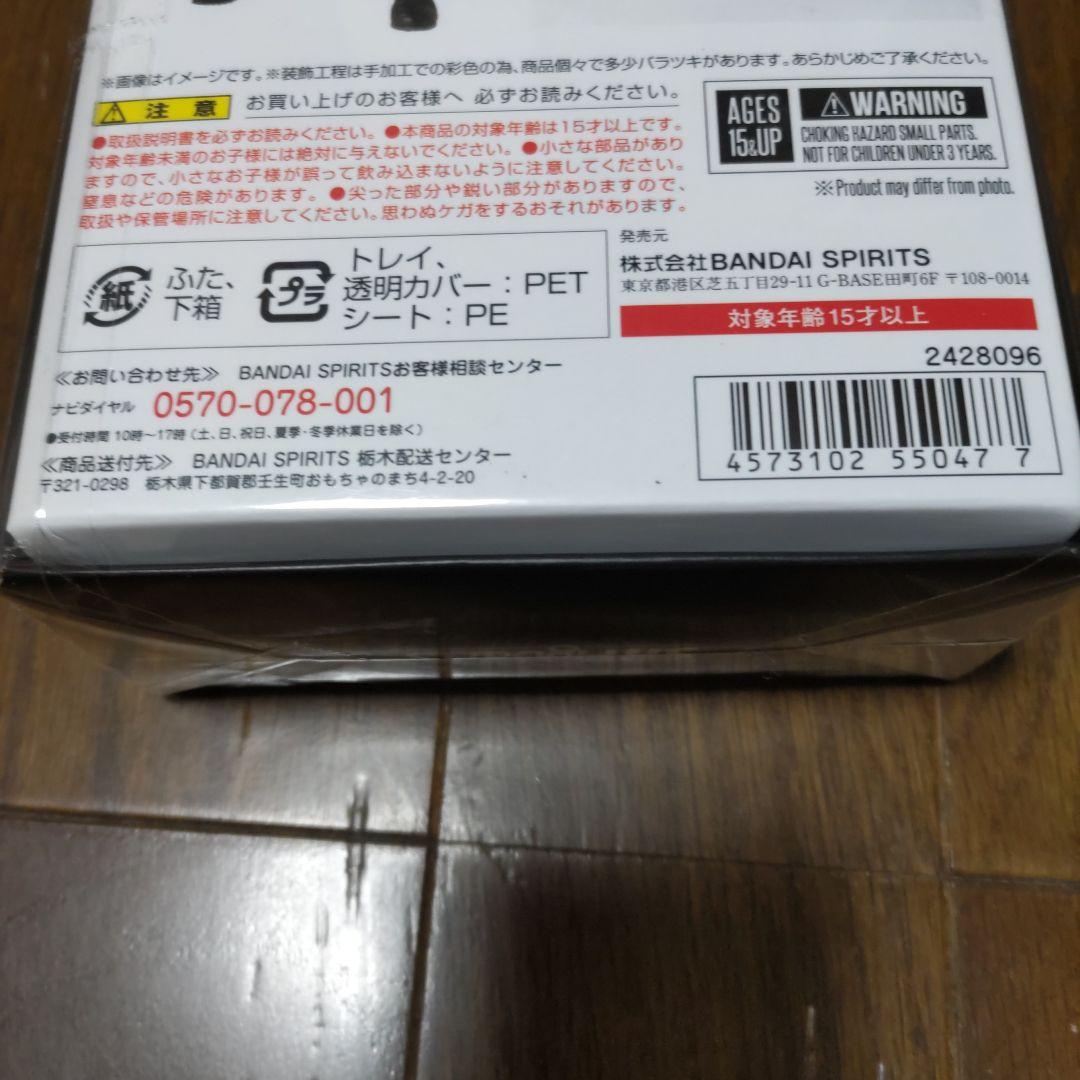 ※画像はイメージです。※装飾工程は手加工での彩色の為、商品個々で多少バラツキがあります。あらかじめご了承ください。
注意 お買い上げのお客様へ 必ずお読みください。
●取扱説明書を必ずお読みください。●本商品の対象年齢は15才以上です。
対象年齢未満のお子様には絶対に与えないでください。●小さな部品があり
ますので、小さなお子様が誤って飲み込まないように注意してください。
窒息などの危険があります。●尖った部分や鋭い部分がありますので、
取扱や保管場所に注意してください。思わぬケガをするおそれがあります。
AGES
15&UP
WARNING
CHOKING HAZARD SMALL PARTS.
NOT FOR CHILDREN UNDER 3 YEARS.
※Product may differ from photo.
紙
ふた、
下箱
プラ
トレイ、
透明カバー：PET
シート：PE
発売元
株式会社BANDAI SPIRITS
東京都港区芝五丁目29-11 G-BASE田町6F 〒108-0014
対象年齢15才以上
≪お問い合わせ先≫ BANDAI SPIRITSお客様相談センター
ナビダイヤル 0570-078-001
●受付時間 10時～17時（土、日、祝日、夏季・冬季休業日を除く）
≪商品送付先≫ BANDAI SPIRITS 栃木配送センター
〒321-0298 栃木県下都賀郡壬生町おもちゃのまち4-2-20
2428096
4573102 55047 7